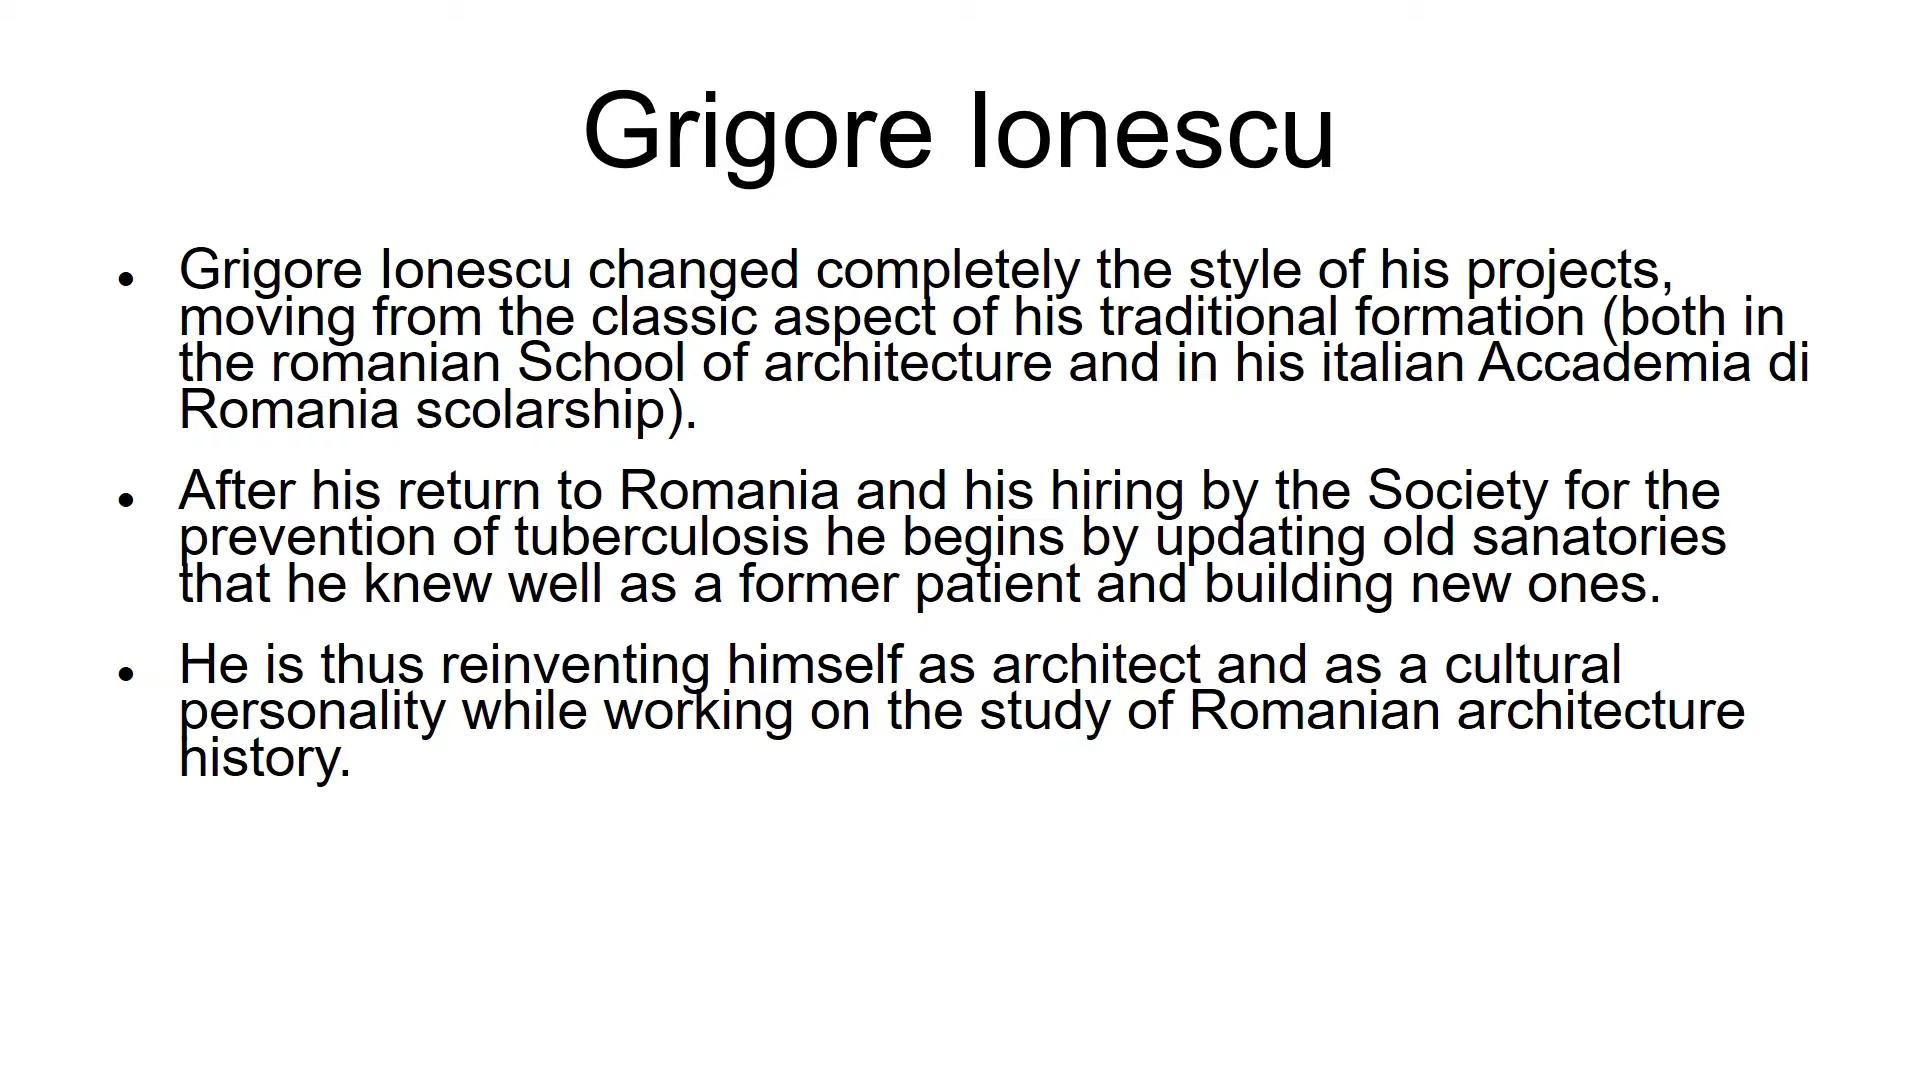 Grigore Ionescu
• Grigore Ionescu changed completely the style of his projects,
moving from the classic aspect of his traditional formation (both in
the romanian School of architecture and in his italian Accademia di
Romania scolarship).
• After his return to Romania and his hiring by the Society for the
prevention of tuberculosis he begins by updating old sanatories
that he knew well as a former patient and building new ones.
• He is thus reinventing himself as architect and as a cultural
personality while working on the study of Romanian architecture
history.